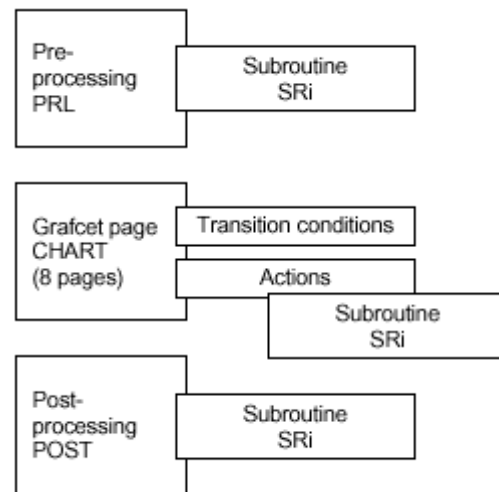 Pre-
processing
PRL
Subroutine
SRi
Grafcet page
CHART
(8 pages)
Transition conditions
Actions
Subroutine
SRi
Post-
processing
POST
Subroutine
SRi